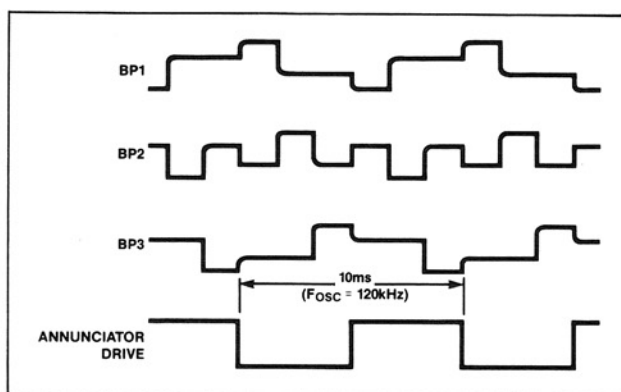 BP1
BP2
BP3
10ms
(FOSC = 120kHz)
ANNUNCIATOR
DRIVE